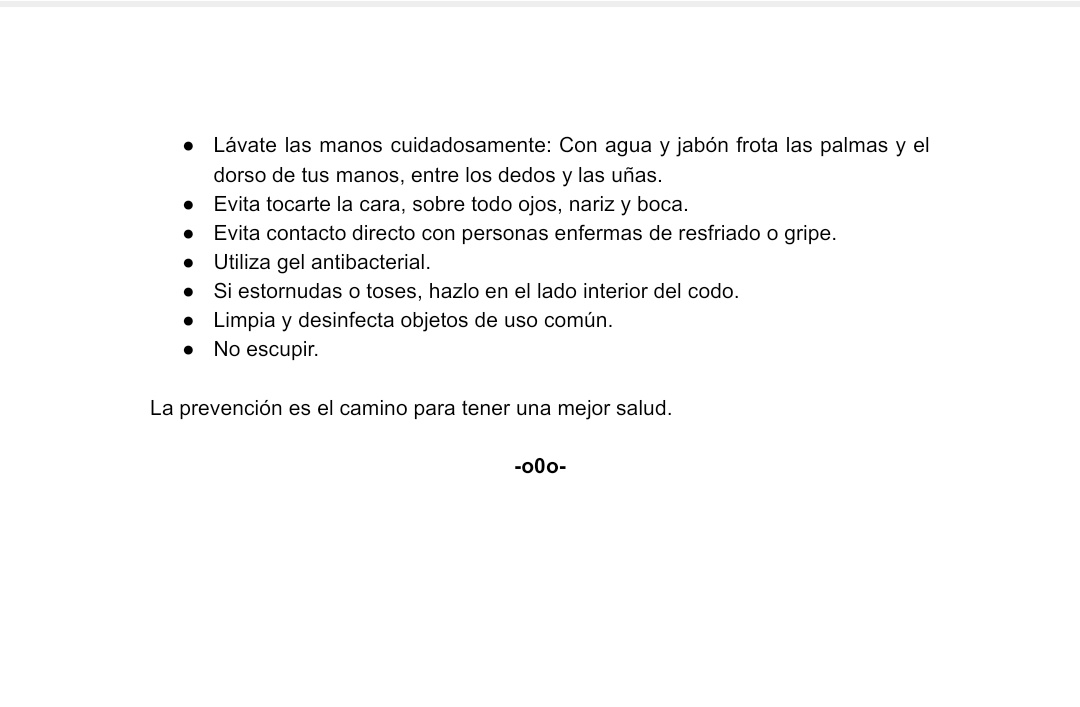 ● Lávate las manos cuidadosamente: Con agua y jabón frota las palmas y el
dorso de tus manos, entre los dedos y las uñas.
● Evita tocarte la cara, sobre todo ojos, nariz y boca.
● Evita contacto directo con personas enfermas de resfriado o gripe.
● Utiliza gel antibacterial.
● Si estornudas o toses, hazlo en el lado interior del codo.
● Limpia y desinfecta objetos de uso común.
● No escupir.
La prevención es el camino para tener una mejor salud.
-o0o-